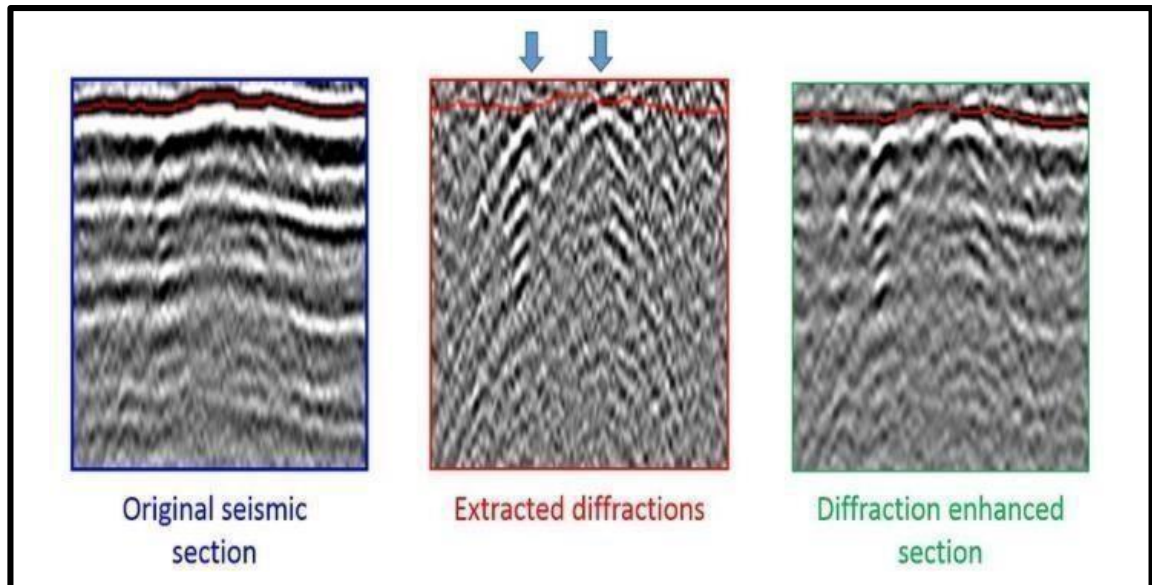 Original seismic
section
Extracted diffractions
Diffraction enhanced
section